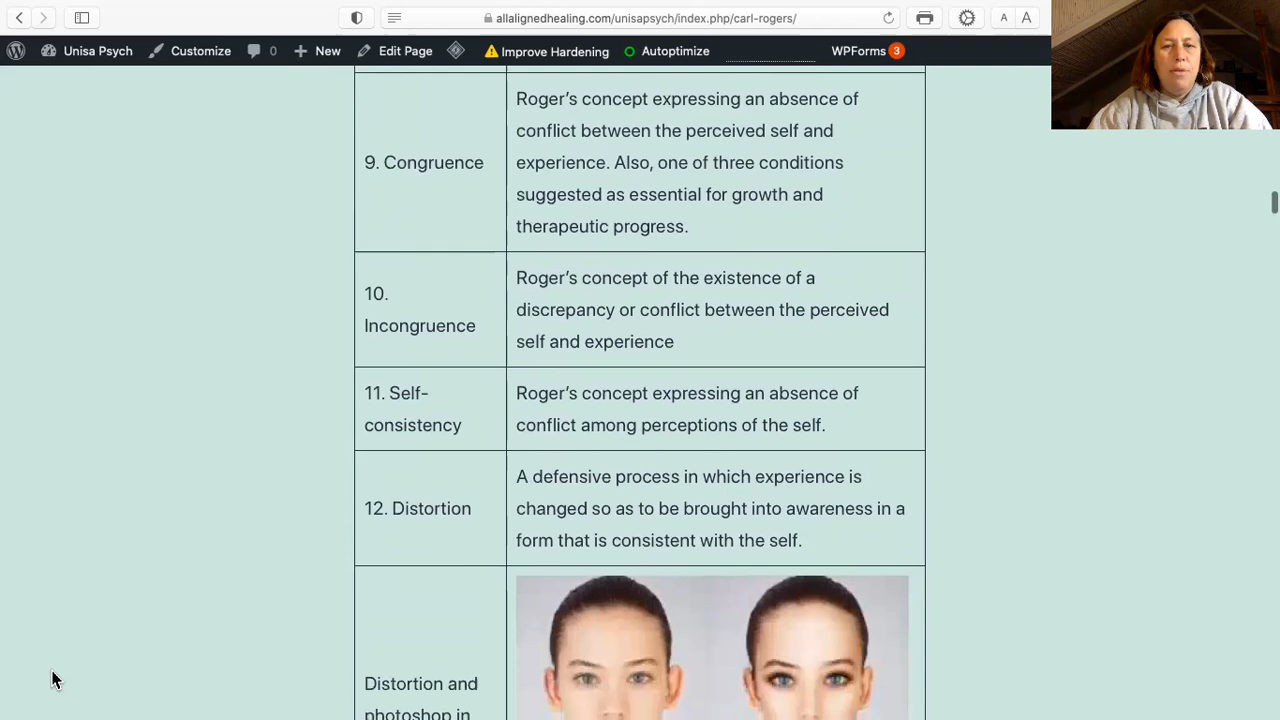 allalignedhealing.com/unisapsych/index.php/carl-rogers/
A A
Unisa Psych Customize 0 New Edit Page Improve Hardening Autoptimize WPForms 3
9. Congruence
Roger’s concept expressing an absence of
conflict between the perceived self and
experience. Also, one of three conditions
suggested as essential for growth and
therapeutic progress.
10.
Incongruence
Roger’s concept of the existence of a
discrepancy or conflict between the perceived
self and experience
11. Self-
consistency
Roger’s concept expressing an absence of
conflict among perceptions of the self.
12. Distortion
A defensive process in which experience is
changed so as to be brought into awareness in a
form that is consistent with the self.
Distortion and
photoshop in